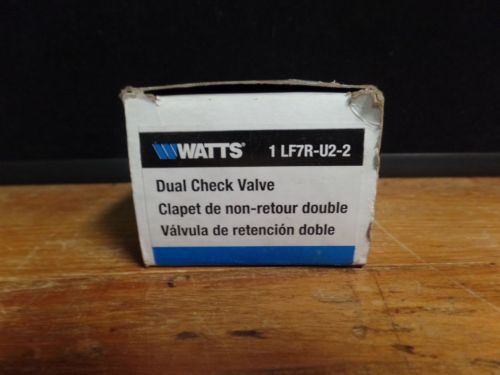 WATTS® 1 LF7R-U2-2
Dual Check Valve
Clapet de non-retour double
Válvula de retención doble